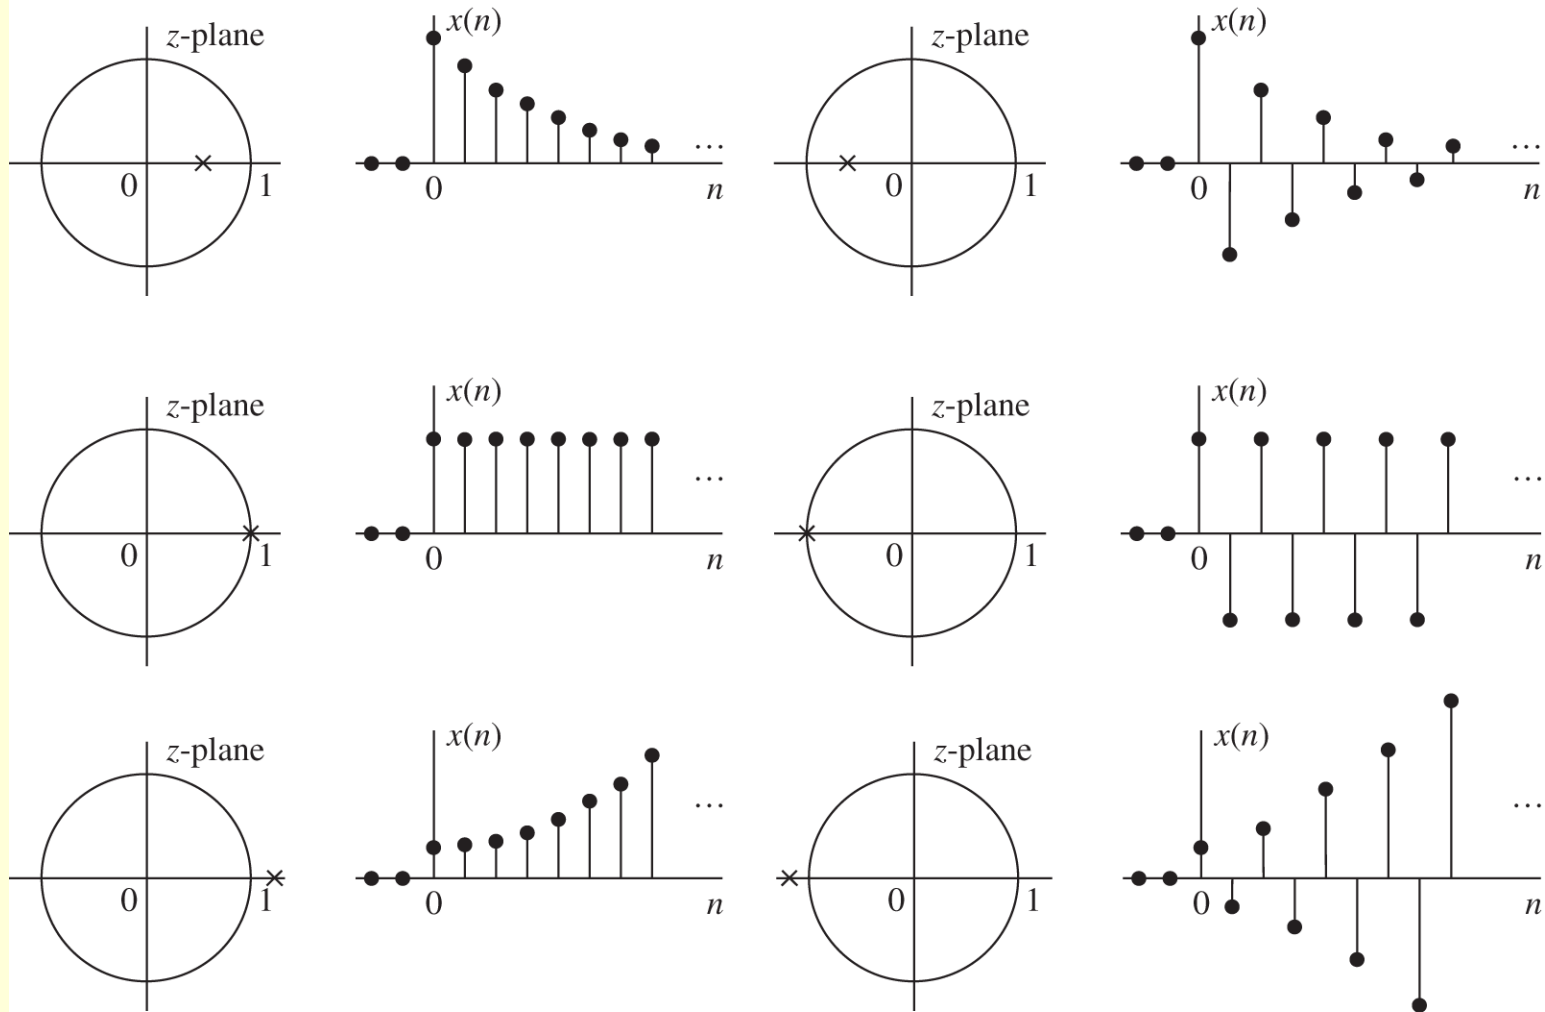 z-plane x(n) z-plane x(n)
0 1 0 … n 0 1 0 … n
z-plane x(n) z-plane x(n)
0 1 0 … n 0 1 0 … n
z-plane x(n) z-plane x(n)
0 1 0 … n 0 1 0 … n